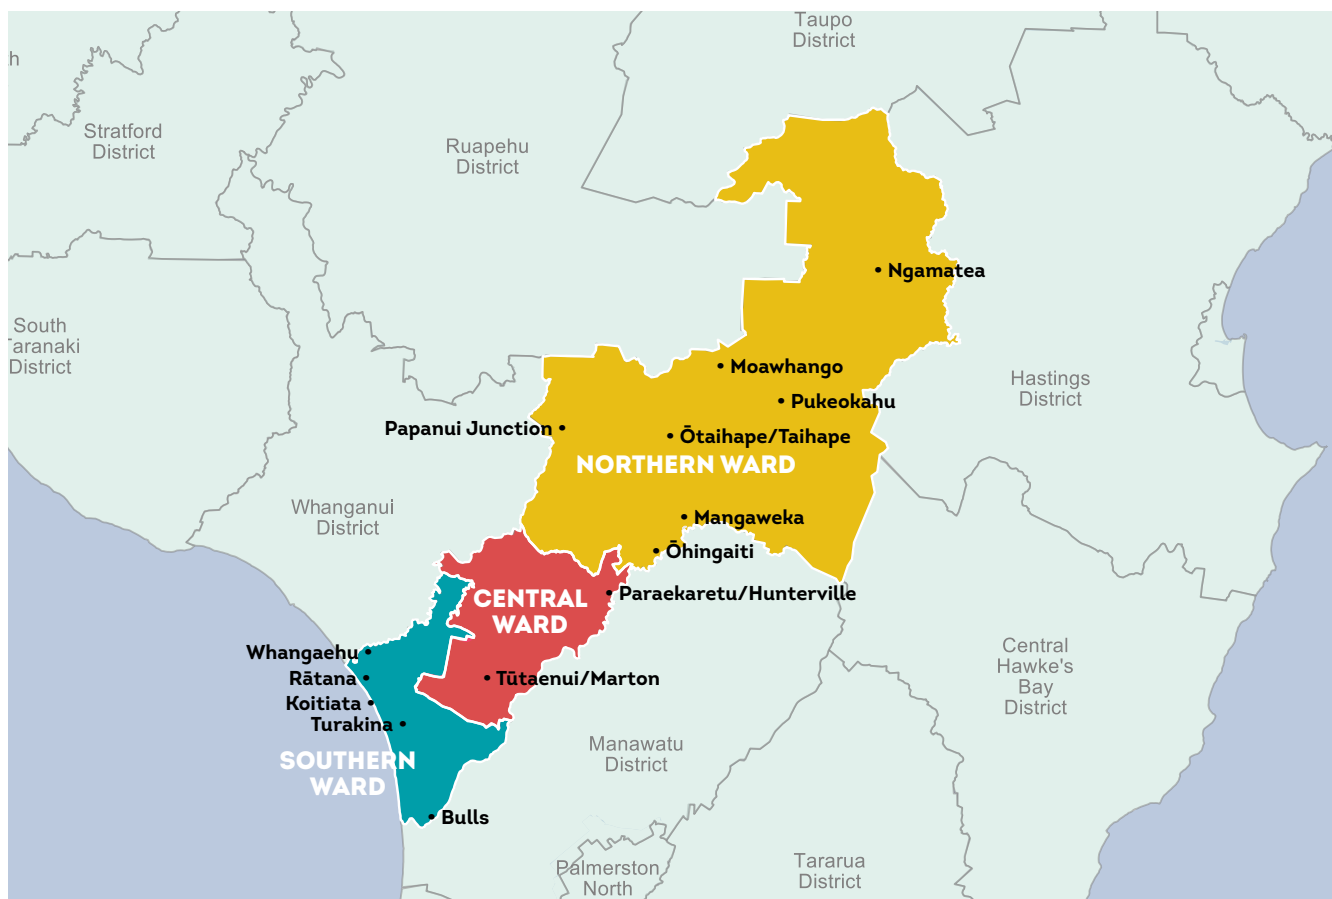 Taupo
District
h
Stratford
District
Ruapehu
District
Ngamatea
South
Taranaki
District
Moawhango
Hastings
District
Pukeokahu
Papanui Junction
Ōtaihape/Taihape
NORTHERN WARD
Whanganui
District
Mangaweka
Ōhingaiti
Paraekaretu/Hunterville
CENTRAL
WARD
Whangaehu
Rātana
Tūtaenui/Marton
Koitiata
Turakina
Central
Hawke's
Bay
District
SOUTHERN
WARD
Manawatu
District
Bulls
Palmerston
North
Tararua
District